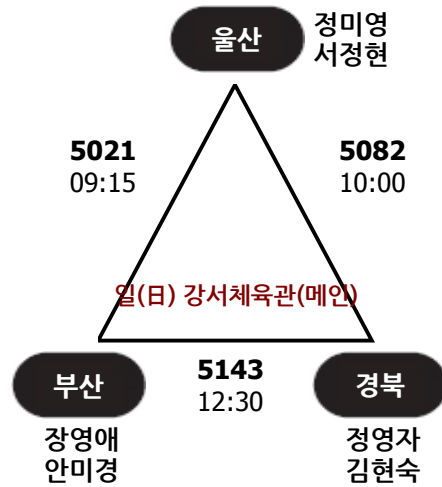 울산
정미영
서정현
5021
09:15
5082
10:00
일(日) 강서체육관(메인)
부산
5143
12:30
경북
장영애
안미경
정영자
김현숙